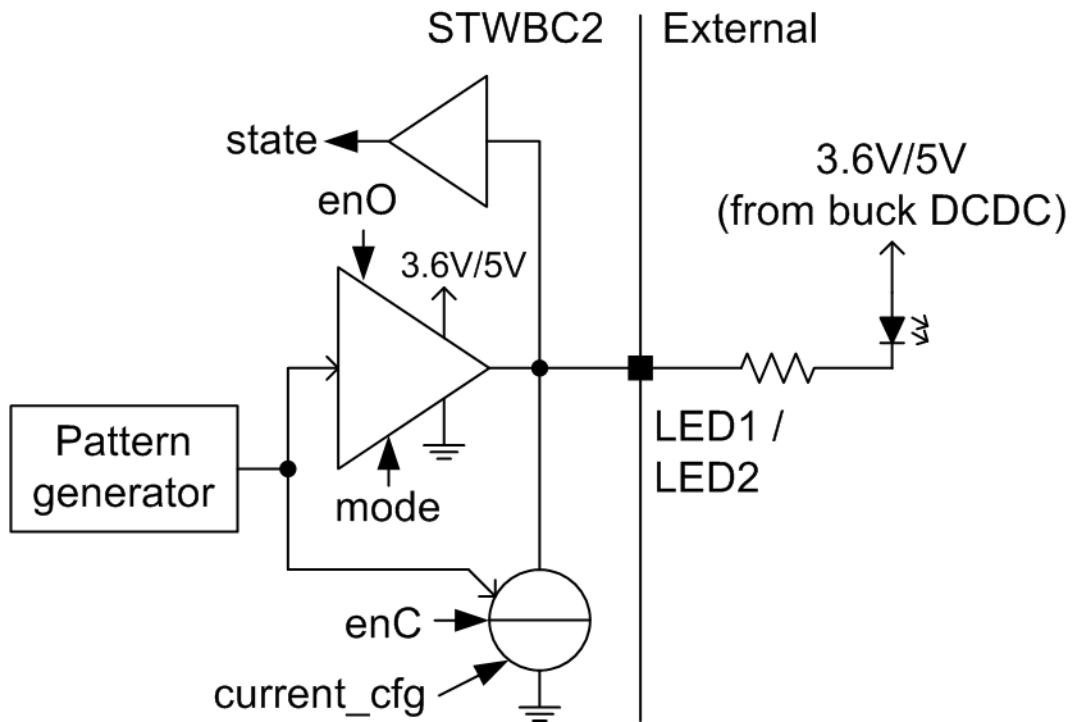 STWBC2
External
state
enO
3.6V/5V
3.6V/5V
(from buck DCDC)
Pattern
generator
mode
LED1 /
LED2
enC
current_cfg